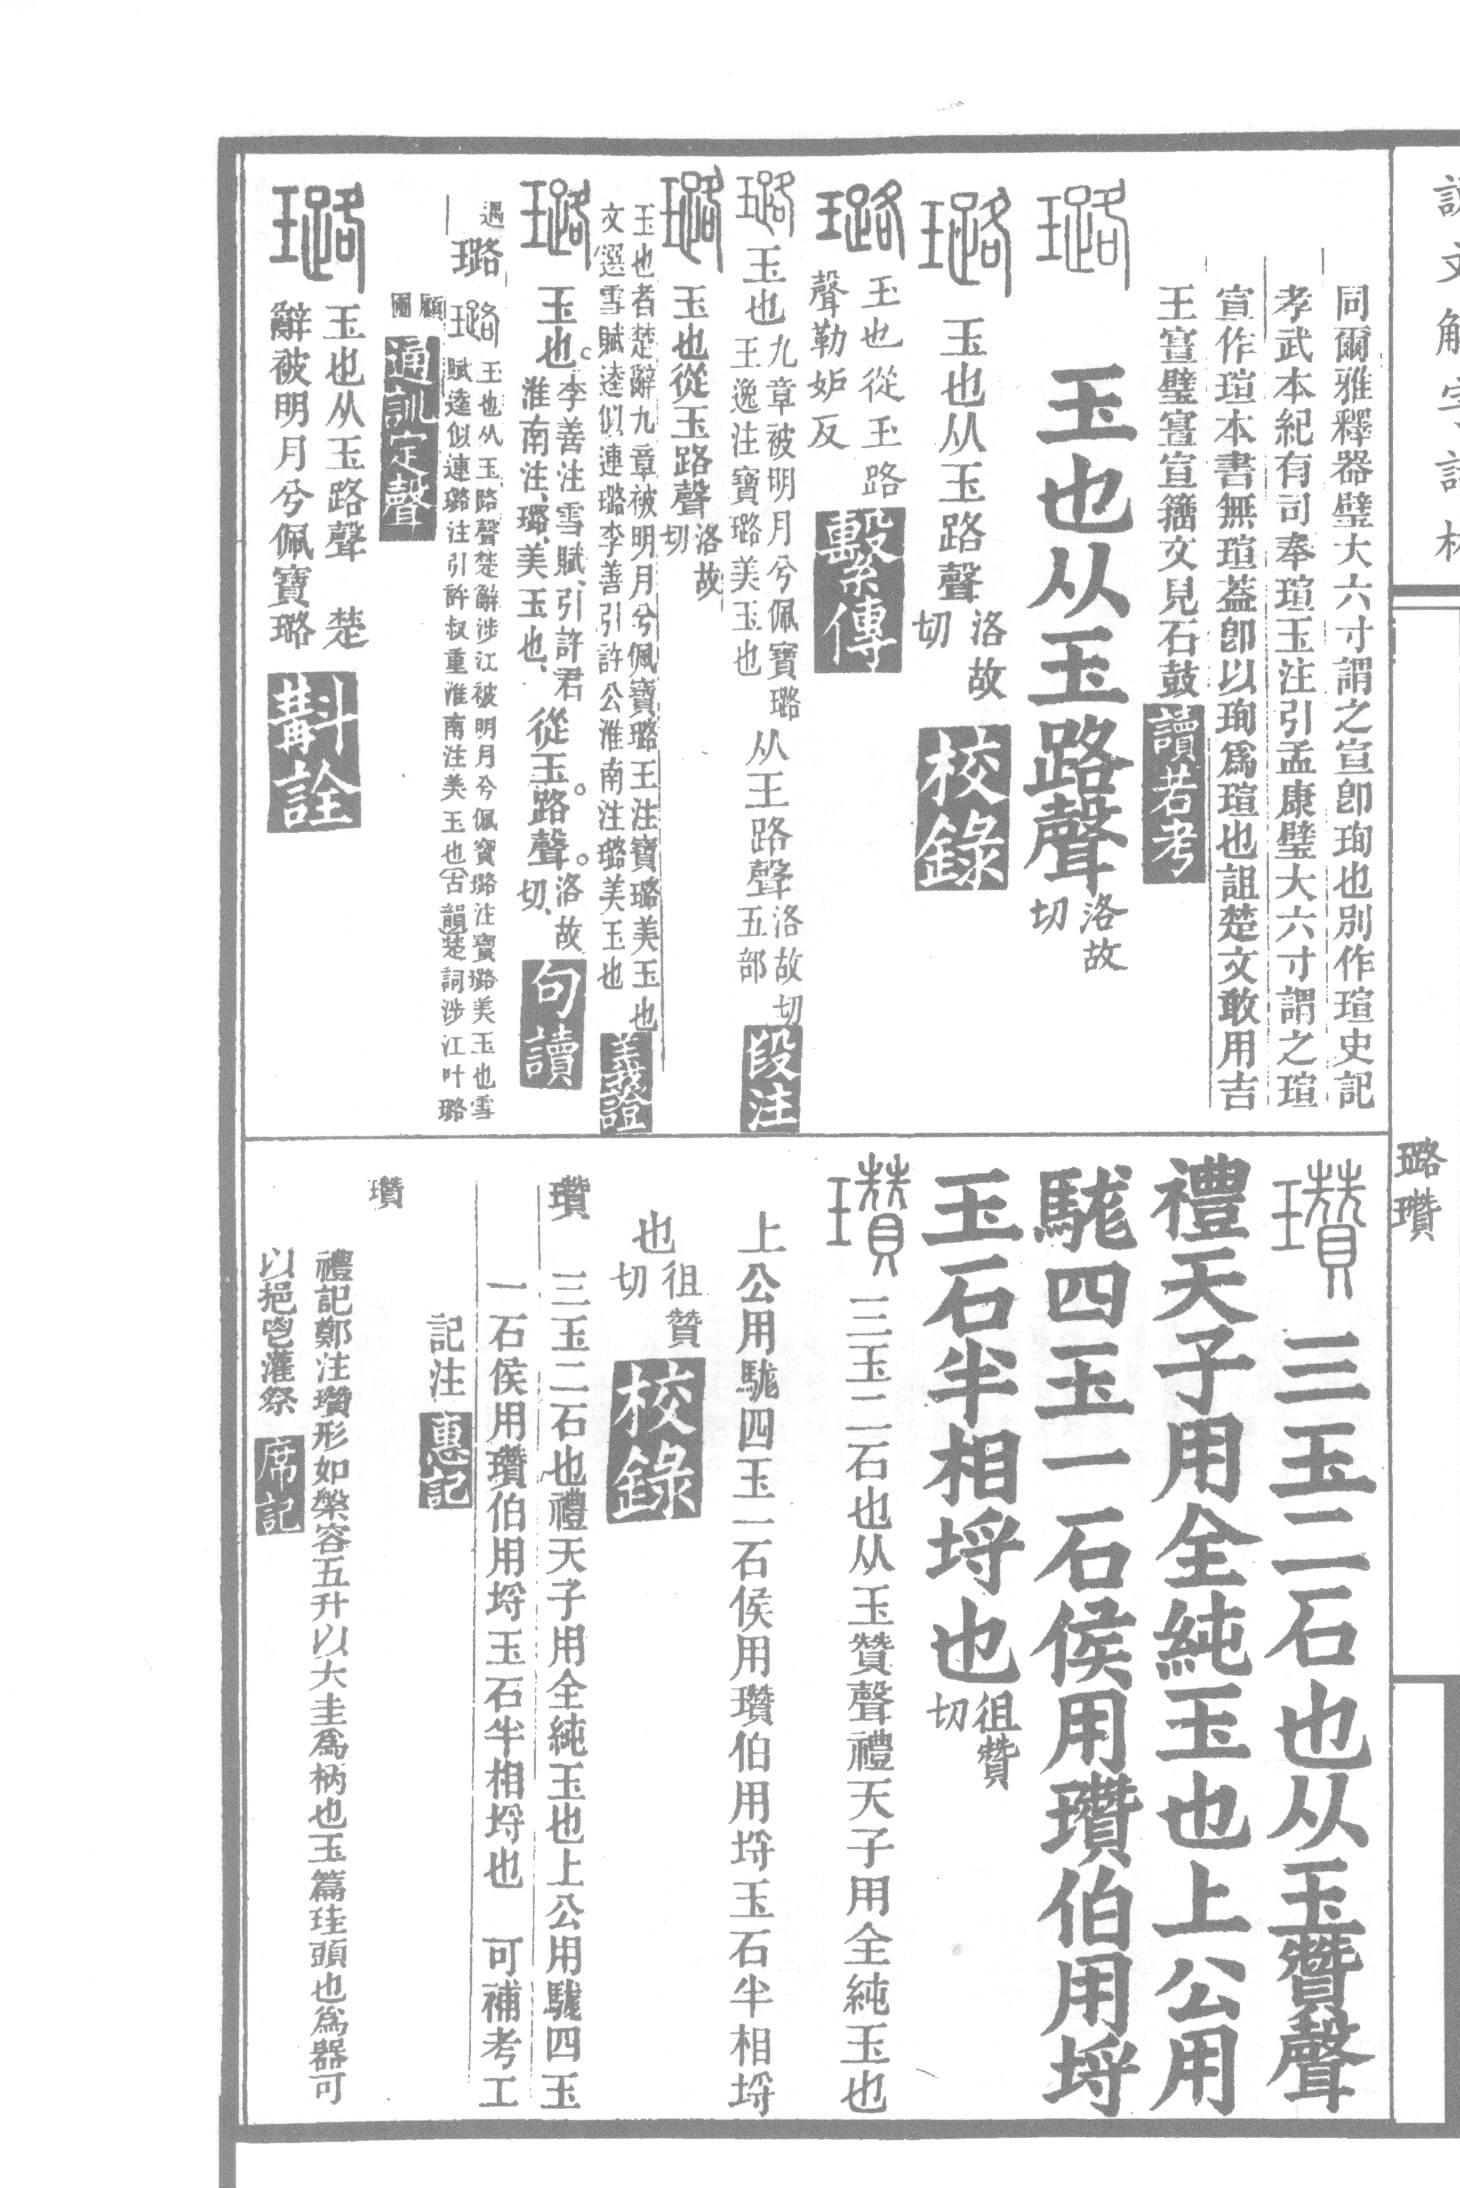 同爾雅釋器璧大六寸謂之宣卽珣也別作瑄史記
孝武本紀有司奉瑄玉注引孟康璧大六寸謂之瑄
宣作瑄本書無瑄蓋卽以珣爲瑄也詛楚文敢用吉
王宣璧宣籒文見石鼓
讀若考
璐
玉也从玉路聲
洛故
切
璐
玉也从玉路聲
洛故
切
校錄
璐
玉也從玉路
聲勒妒反
繫傳
璐
玉也
九章被明月兮佩寶璐
王逸注寶璐美玉也
从王路聲
洛故切
五部
段注
璐
玉也從玉路聲
洛故
切
玉也者楚辭九章被明月兮佩寶璐王注寶璐美玉也
文選雪賦逵似連璐李善引許公淮南注璐美玉也
義證
璐
玉也。
李善注雪賦、引許君
淮南注、璐、美玉也、
從玉。路聲。
洛故
切、
句讀
遇
璐
璐
玉也从玉、路聲楚辭涉江被明月兮佩寶璐注寶璐美玉也雪
賦逵似連璐注引許叔重淮南注美玉也(古韻)楚詞涉江叶璐
顧
圃
通訓定聲
璐
玉也从玉路聲　楚
辭被明月兮佩寶璐
斠詮
說文解字詁林
璐瓚
瓚
三玉二石也从玉贊聲
禮天子用全純玉也上公用
駹四玉一石侯用瓚伯用埒
玉石半相埒也
徂贊
切
瓚
三玉二石也从玉贊聲禮天子用全純玉也
上公用駹四玉一石侯用瓚伯用埒玉石半相埒
也
徂贊
切
校錄
瓚
三玉二石也禮天子用全純玉也上公用駹四玉
一石侯用瓚伯用埒玉石半相埒也　可補考工
記注
惠記
瓚
禮記鄭注瓚形如槃容五升以大圭爲柄也玉篇珪頭也爲器可
以挹鬯灌祭
席記